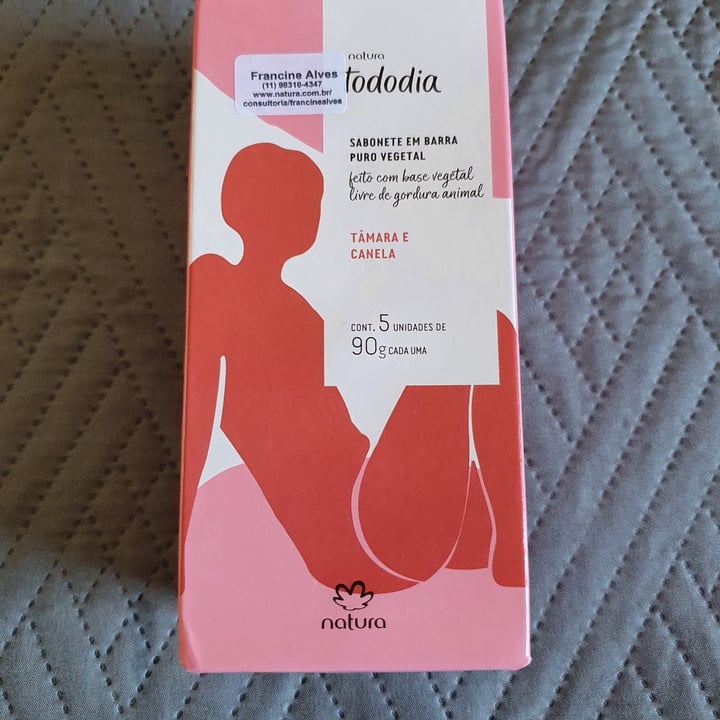 natura
tododia
Francine Alves
(11) 98310-4347
www.natura.com.br/
consultoria/francinealves
SABONETE EM BARRA
PURO VEGETAL
feito com base vegetal
livre de gordura animal
TÂMARA E
CANELA
CONT. 5 UNIDADES DE
90g CADA UMA
natura